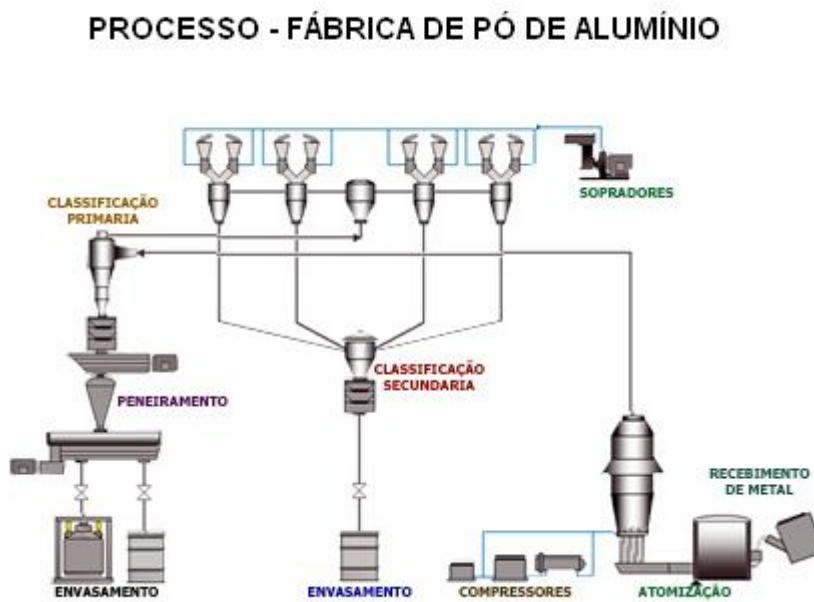 PROCESSO - FÁBRICA DE PÓ DE ALUMÍNIO
SOPRADORES
CLASSIFICAÇÃO
PRIMARIA
CLASSIFICAÇÃO
SECUNDARIA
PENEIRAMENTO
RECEBIMENTO
DE METAL
ENVASAMENTO
ENVASAMENTO
COMPRESSORES
ATOMIZAÇÃO